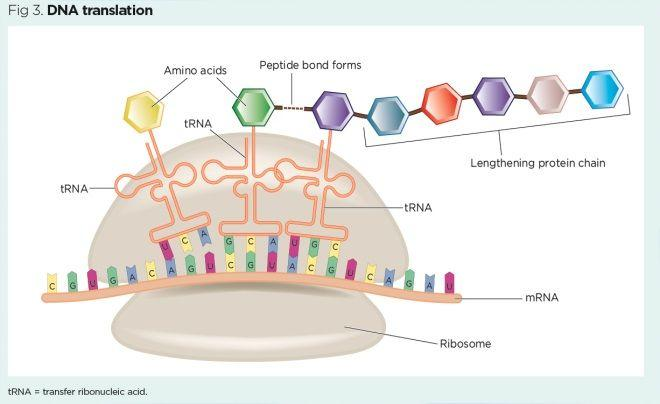 Fig 3. DNA translation
Amino acids
Peptide bond forms
tRNA
Lengthening protein chain
tRNA
tRNA
U C A G C A U G C
C G U G A C A G U C G U A C G U C A G A U
mRNA
Ribosome
tRNA = transfer ribonucleic acid.